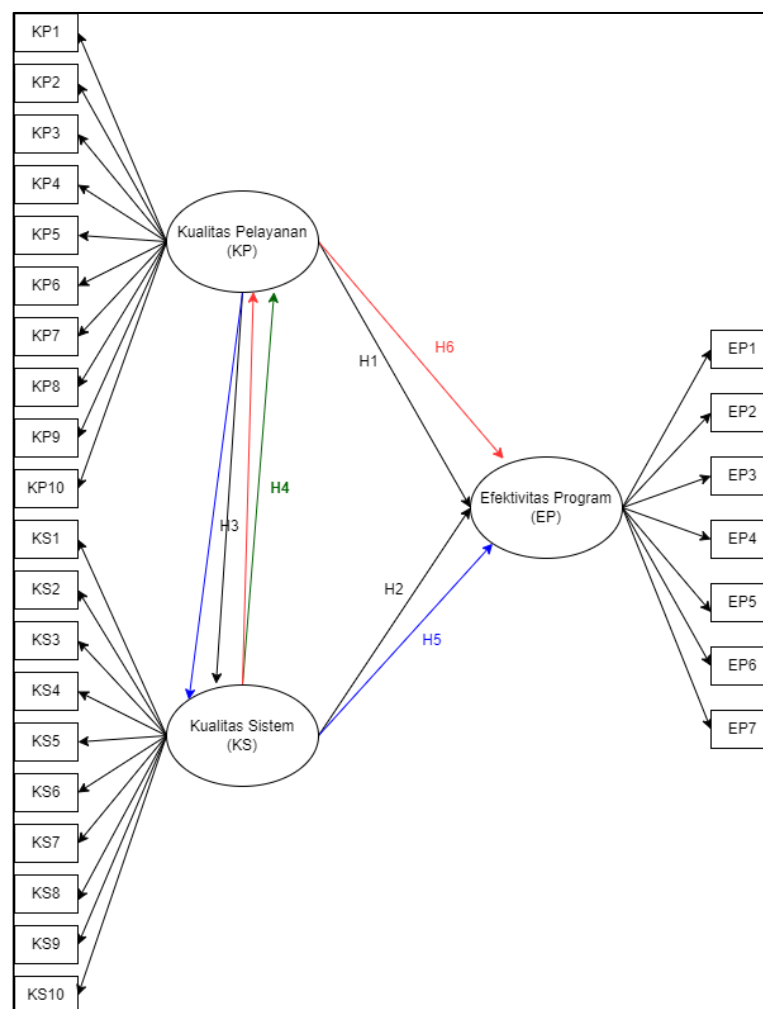 KP1
KP2
KP3
KP4
KP5
KP6
KP7
KP8
KP9
KP10
KS1
KS2
KS3
KS4
KS5
KS6
KS7
KS8
KS9
KS10
Kualitas Pelayanan
(KP)
Kualitas Sistem
(KS)
H1
H6
H3
H4
H2
H5
Efektivitas Program
(EP)
EP1
EP2
EP3
EP4
EP5
EP6
EP7